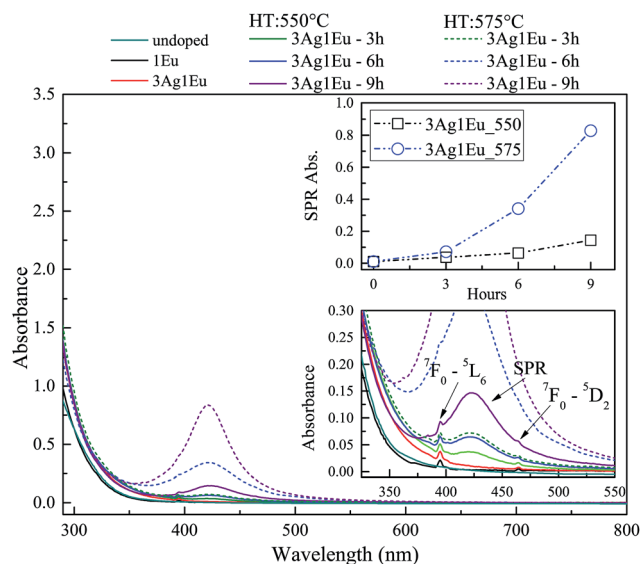 HT:550°C HT:575°C
undoped 3Ag1Eu - 3h 3Ag1Eu - 3h
1Eu 3Ag1Eu - 6h 3Ag1Eu - 6h
3Ag1Eu 3Ag1Eu - 9h 3Ag1Eu - 9h
3.5
3.0
2.5
2.0
1.5
1.0
0.5
0.0
Absorbance
300 400 500 600 700 800
Wavelength (nm)
1.0
0.8
0.6
0.4
0.2
0.0
SPR Abs.
3Ag1Eu_550
3Ag1Eu_575
0 3 6 9
Hours
0.30
0.25
0.20
0.15
0.10
0.05
0.00
Absorbance
⁷F₀ - ⁵L₆
SPR
⁷F₀ - ⁵D₂
350 400 450 500 550